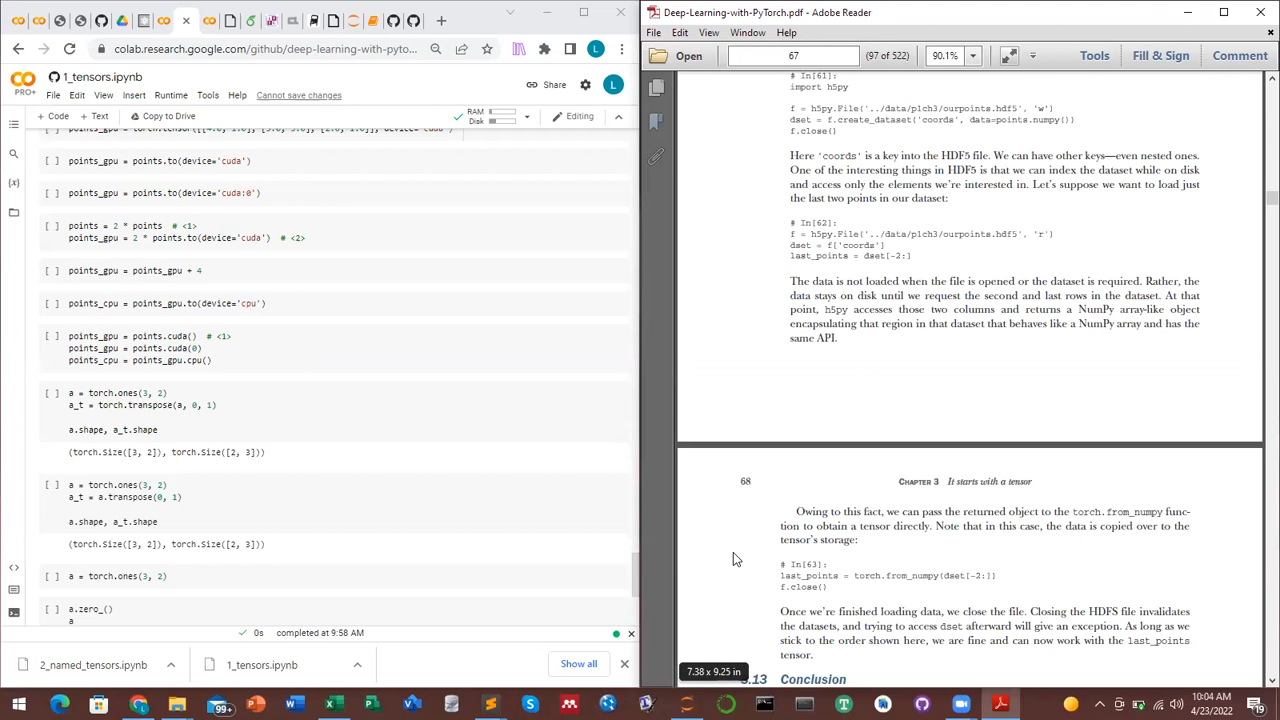 colab.research.google.com/github/deep-learning-with-pyto...
L
1_tensors.ipynb
PRO+
File Edit View Insert Runtime Tools Help Cannot save changes
Share
L
+ Code + Text Copy to Drive
RAM
Disk
Editing
[ ] points_gpu = points.to(device='cuda')
[ ] points_gpu = points.to(device='cuda:0')
[ ] points = 2 * points # <1>
points_gpu = 2 * points.to(device='cuda') # <2>
[ ] points_gpu = points_gpu + 4
[ ] points_cpu = points_gpu.to(device='cpu')
[ ] points_gpu = points.cuda() # <1>
points_gpu = points.cuda(0)
points_cpu = points_gpu.cpu()
[ ] a = torch.ones(3, 2)
a_t = torch.transpose(a, 0, 1)
a.shape, a_t.shape
(torch.Size([3, 2]), torch.Size([2, 3]))
[ ] a = torch.ones(3, 2)
a_t = a.transpose(0, 1)
a.shape, a_t.shape
(torch.Size([3, 2]), torch.Size([2, 3]))
[ ] a = torch.ones(3, 2)
[ ] a.zero_()
a
0s completed at 9:58 AM
2_named_tensors.ipynb
1_tensors.ipynb
Show all
Deep-Learning-with-PyTorch.pdf - Adobe Reader
File Edit View Window Help
Open
67
(97 of 522)
90.1%
Tools
Fill & Sign
Comment
# In[61]:
import h5py
f = h5py.File('../data/p1ch3/ourpoints.hdf5', 'w')
dset = f.create_dataset('coords', data=points.numpy())
f.close()
Here 'coords' is a key into the HDF5 file. We can have other keys—even nested ones.
One of the interesting things in HDF5 is that we can index the dataset while on disk
and access only the elements we're interested in. Let's suppose we want to load just
the last two points in our dataset:
# In[62]:
f = h5py.File('../data/p1ch3/ourpoints.hdf5', 'r')
dset = f['coords']
last_points = dset[-2:]
The data is not loaded when the file is opened or the dataset is required. Rather, the
data stays on disk until we request the second and last rows in the dataset. At that
point, h5py accesses those two columns and returns a NumPy array-like object
encapsulating that region in that dataset that behaves like a NumPy array and has the
same API.
68
CHAPTER 3 It starts with a tensor
Owing to this fact, we can pass the returned object to the torch.from_numpy func-
tion to obtain a tensor directly. Note that in this case, the data is copied over to the
tensor's storage:
# In[63]:
last_points = torch.from_numpy(dset[-2:])
f.close()
Once we're finished loading data, we close the file. Closing the HDFS file invalidates
the datasets, and trying to access dset afterward will give an exception. As long as we
stick to the order shown here, we are fine and can now work with the last_points
tensor.
.13 Conclusion
7.38 x 9.25 in
99+
10:04 AM
4/23/2022
19